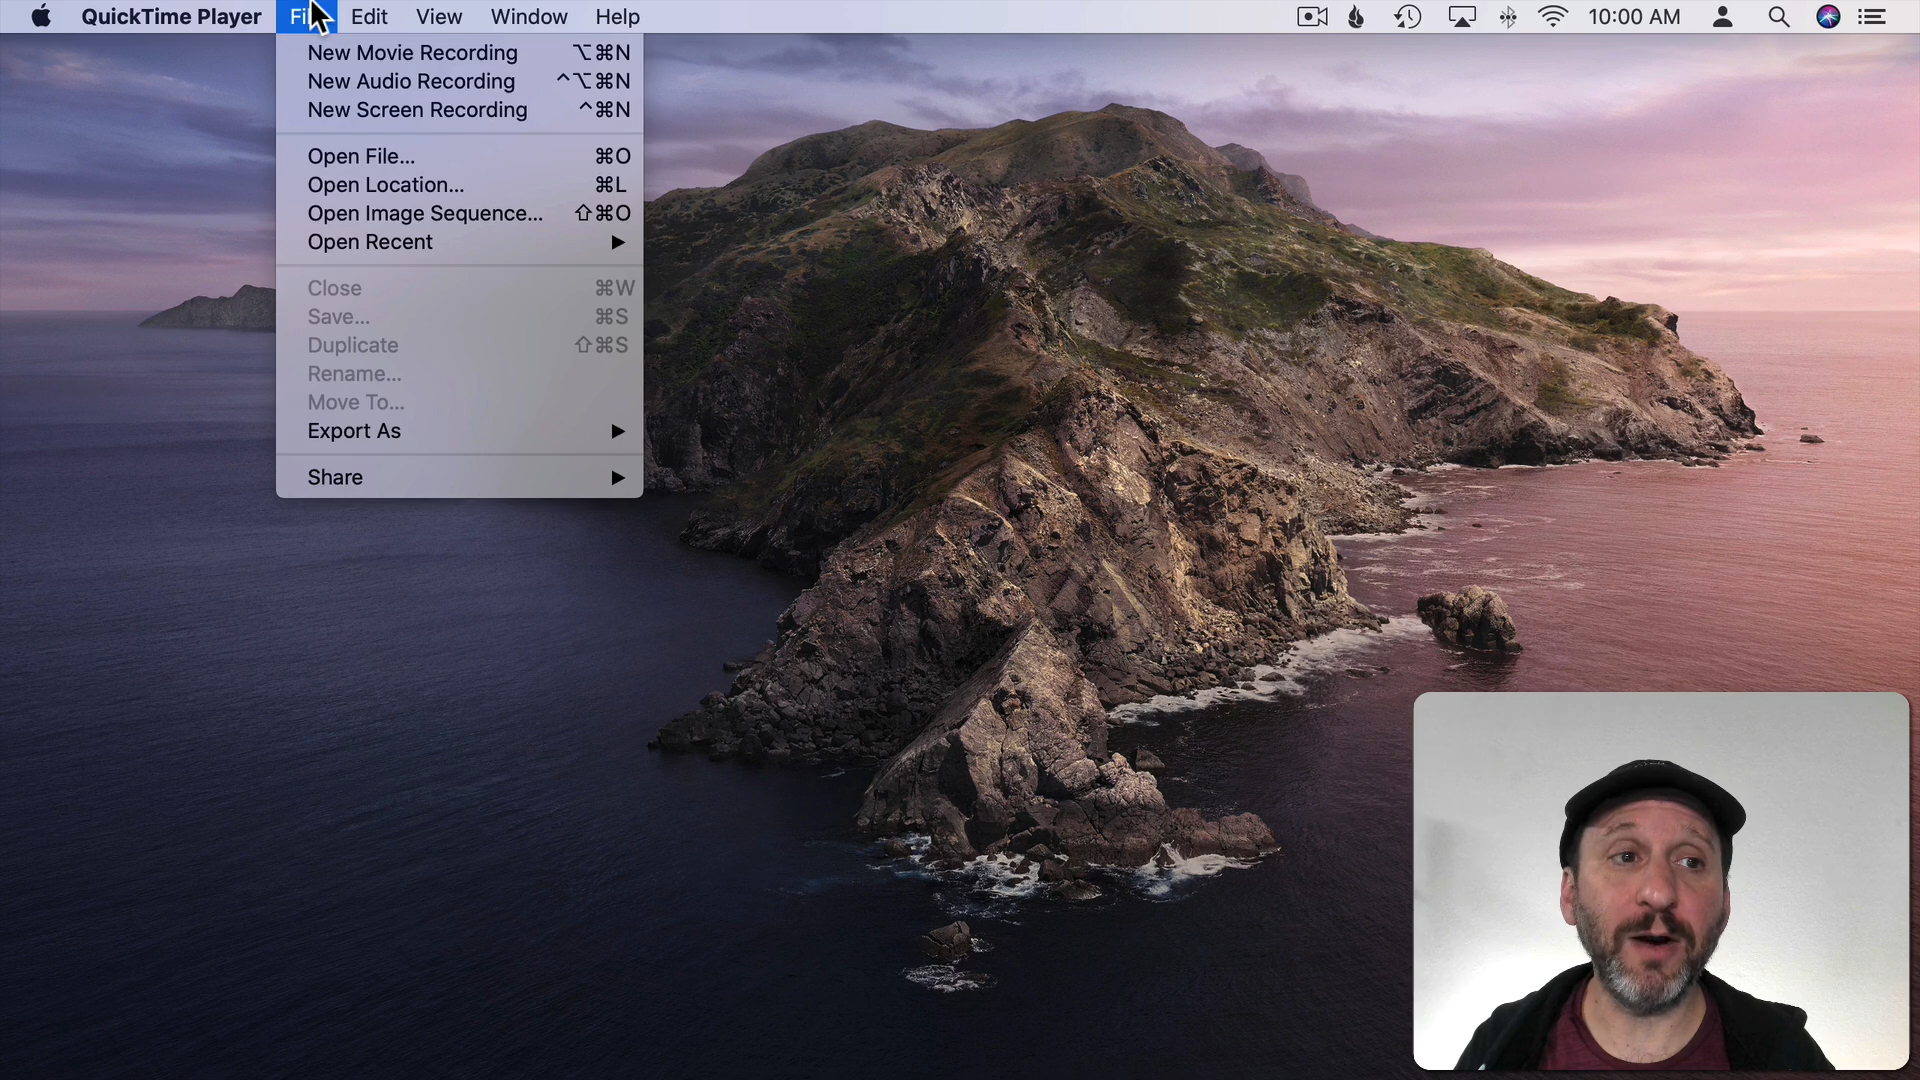 QuickTime Player Fi Edit View Window Help 10:00 AM
New Movie Recording ⌥⌘N
New Audio Recording ^⌥⌘N
New Screen Recording ^⌘N
Open File... ⌘O
Open Location... ⌘L
Open Image Sequence... ⇧⌘O
Open Recent ▶
Close ⌘W
Save... ⌘S
Duplicate ⇧⌘S
Rename...
Move To...
Export As ▶
Share ▶